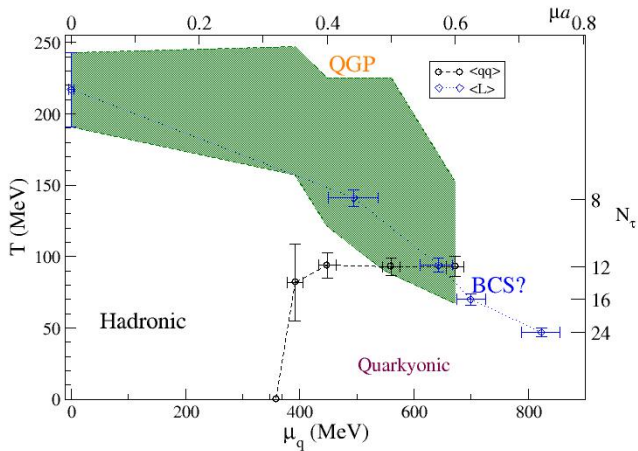 0 0.2 0.4 0.6 0.8 μa
250
200
150
100
50
0
T (MeV)
QGP
<qq>
<L>
8
N_τ
12
BCS?
16
24
Hadronic
Quarkyonic
0 200 400 600 800
μ_q (MeV)